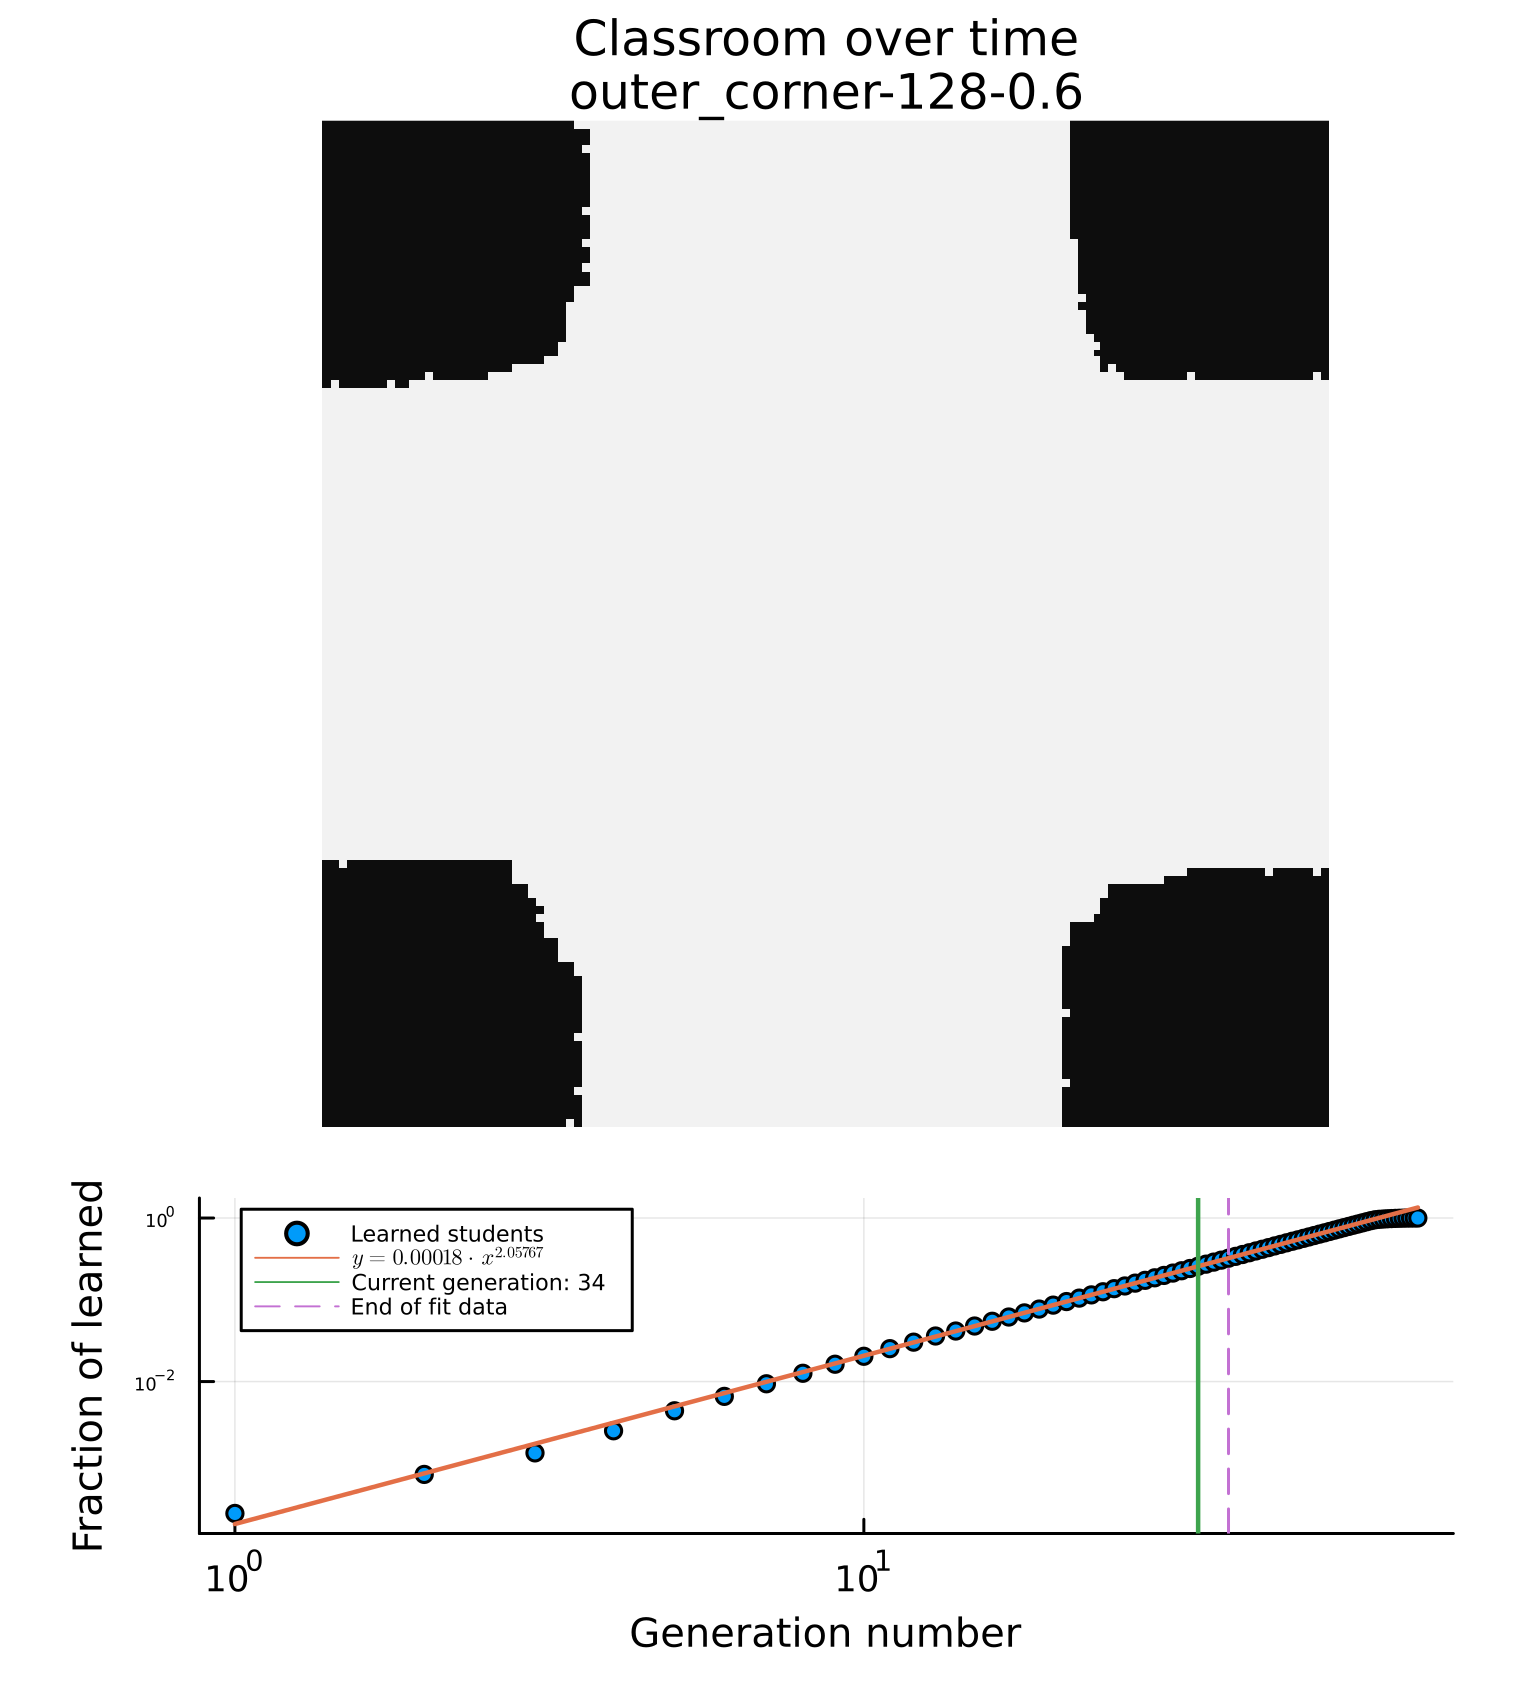 Classroom over time
outer_corner-128-0.6
Fraction of learned
10⁰
10⁻²
Learned students
y = 0.00018 · x^2.05767
Current generation: 34
End of fit data
10⁰
10¹
Generation number